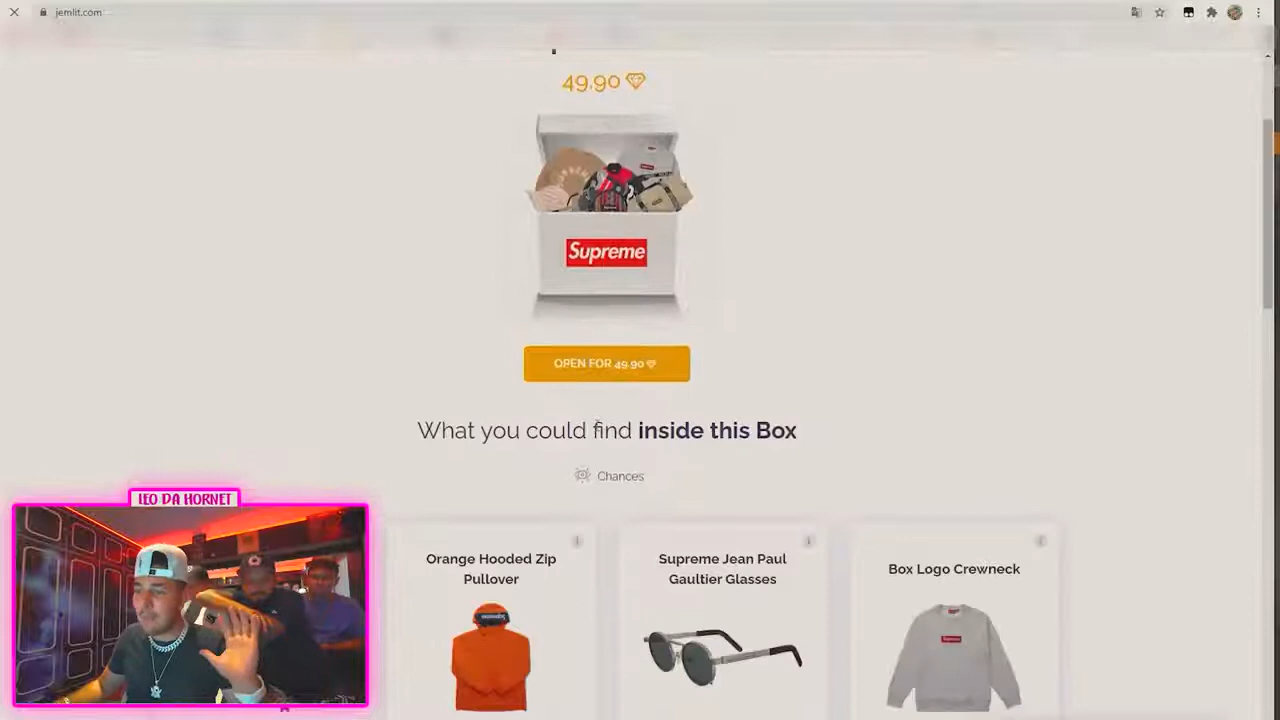 jemlit.com
49.90
Supreme
OPEN FOR 49.90
What you could find inside this Box
Chances
Orange Hooded Zip
Pullover
Supreme Jean Paul
Gaultier Glasses
Box Logo Crewneck
Supreme
LEO DA HORNET